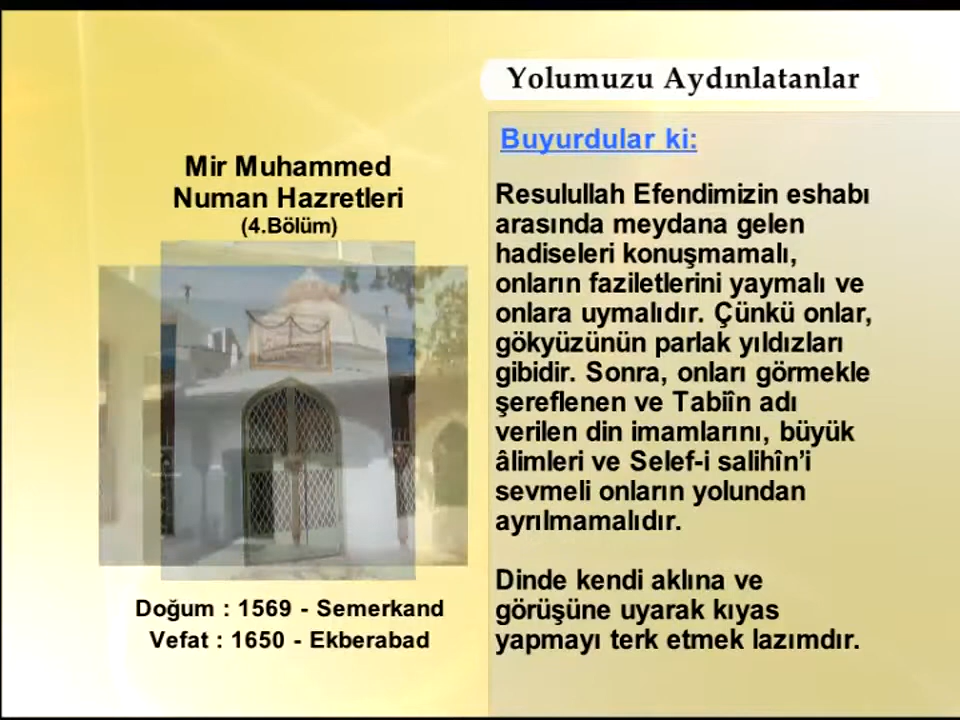 Yolumuzu Aydınlatanlar
Mir Muhammed
Numan Hazretleri
(4.Bölüm)
Doğum : 1569 - Semerkand
Vefat : 1650 - Ekberabad
Buyurdular ki:
Resulullah Efendimizin eshabı
arasında meydana gelen
hadiseleri konuşmamalı,
onların faziletlerini yaymalı ve
onlara uymalıdır. Çünkü onlar,
gökyüzünün parlak yıldızları
gibidir. Sonra, onları görmekle
şereflenen ve Tabiîn adı
verilen din imamlarını, büyük
âlimleri ve Selef-i salihîn’i
sevmeli onların yolundan
ayrılmamalıdır.
Dinde kendi aklına ve
görüşüne uyarak kıyas
yapmayı terk etmek lazımdır.